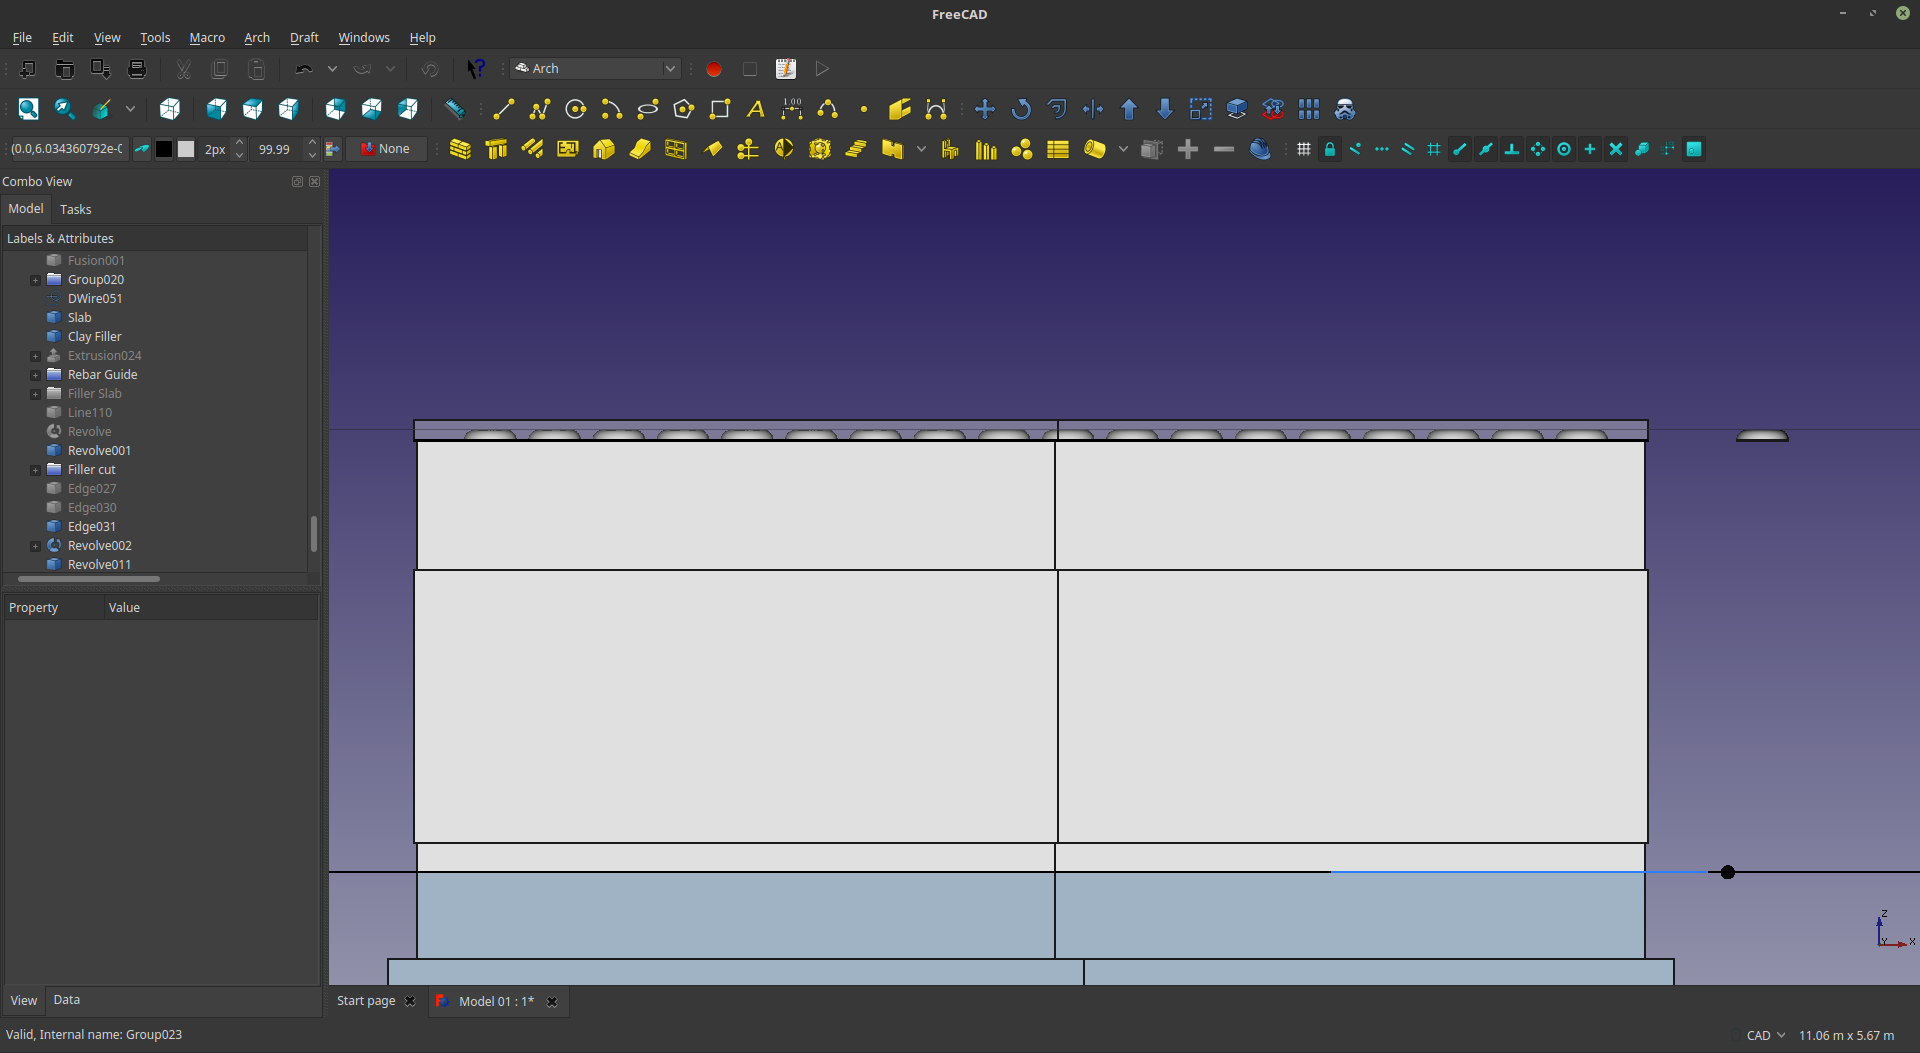 FreeCAD
File Edit View Tools Macro Arch Draft Windows Help
Arch
A 1.00
(0.0,6.034360792e-0 2px 99.99 None
Combo View
Model Tasks
Labels & Attributes
Fusion001
Group020
DWire051
Slab
Clay Filler
Extrusion024
Rebar Guide
Filler Slab
Line110
Revolve
Revolve001
Filler cut
Edge027
Edge030
Edge031
Revolve002
Revolve011
Property Value
Z
Y X
View Data
Start page Model 01 : 1*
Valid, Internal name: Group023
CAD 11.06 m x 5.67 m